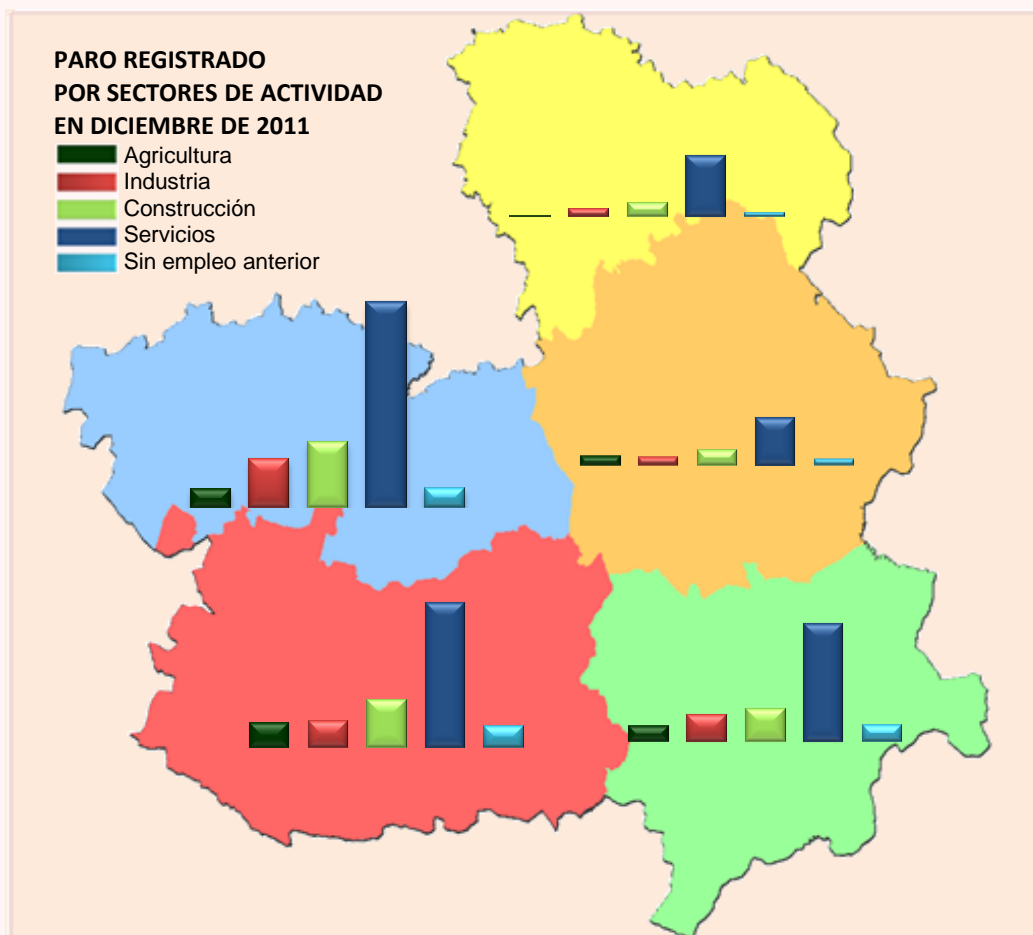 PARO REGISTRADO
POR SECTORES DE ACTIVIDAD
EN DICIEMBRE DE 2011
Agricultura
Industria
Construcción
Servicios
Sin empleo anterior